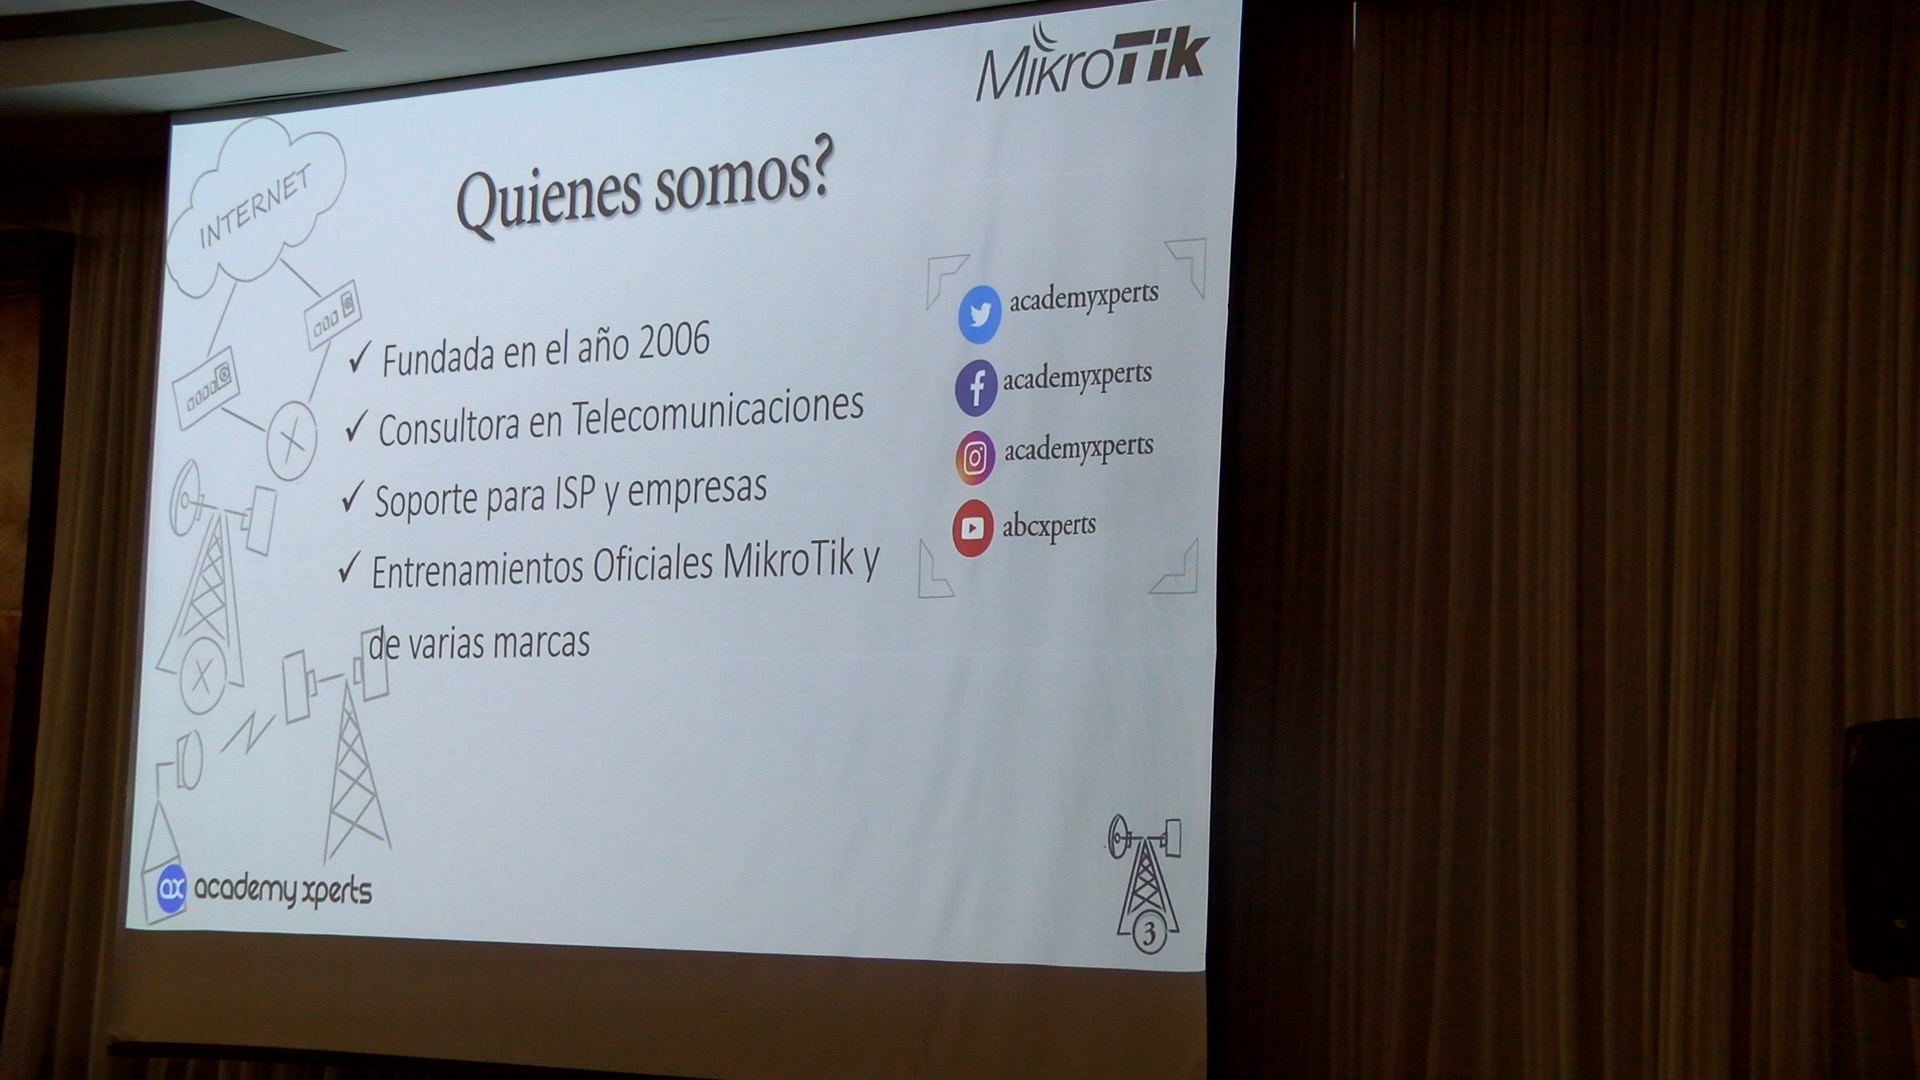 MikroTik
INTERNET
Quienes somos?
✓ Fundada en el año 2006
✓ Consultora en Telecomunicaciones
✓ Soporte para ISP y empresas
✓ Entrenamientos Oficiales MikroTik y
de varias marcas
academyxperts
academyxperts
academyxperts
abcxperts
ax academy xperts
3